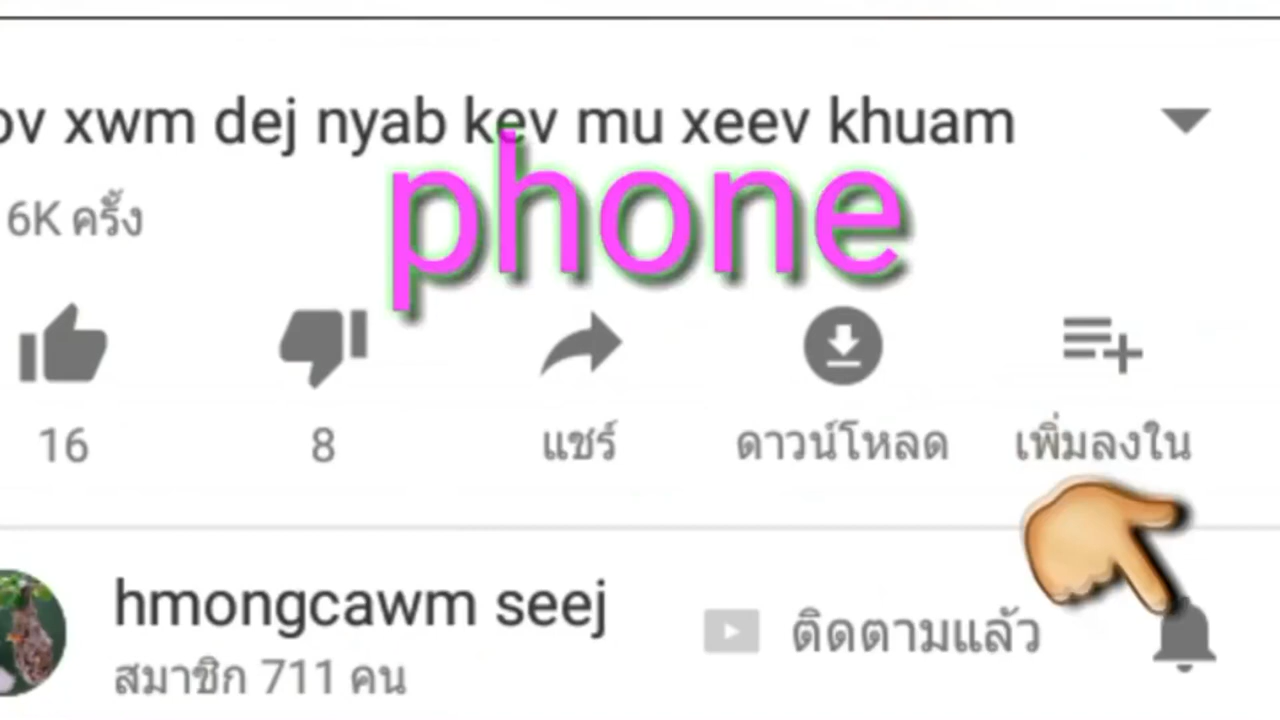 xwm dej nyab kev mu xeev khuam
phone
6K ครั้ง
16 8 แชร์ ดาวน์โหลด เพิ่มลงใน
hmongcawm seej
ติดตามแล้ว
สมาชิก 711 คน